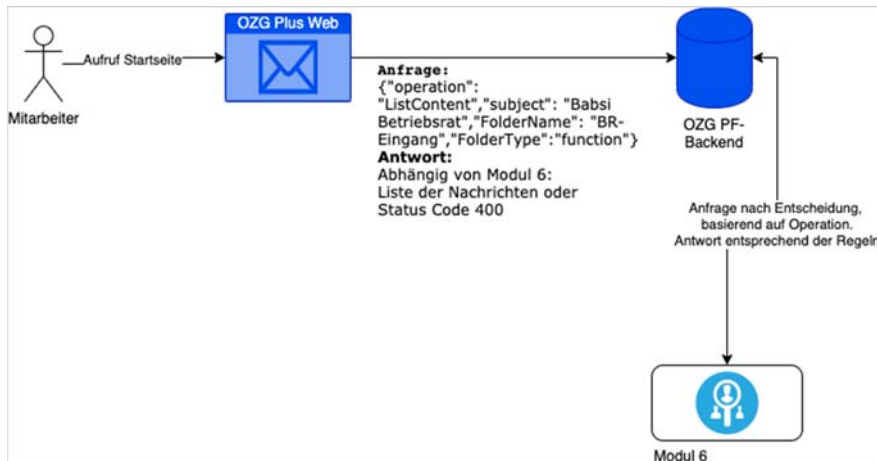 OZG Plus Web
Aufruf Startseite
Mitarbeiter
Anfrage:
{"operation":
"ListContent","subject": "Babsi
Betriebsrat","FolderName": "BR-
Eingang","FolderType":"function"}
Antwort:
Abhängig von Modul 6:
Liste der Nachrichten oder
Status Code 400
OZG PF-
Backend
Anfrage nach Entscheidung,
basierend auf Operation.
Antwort entsprechend der Regeln
Modul 6